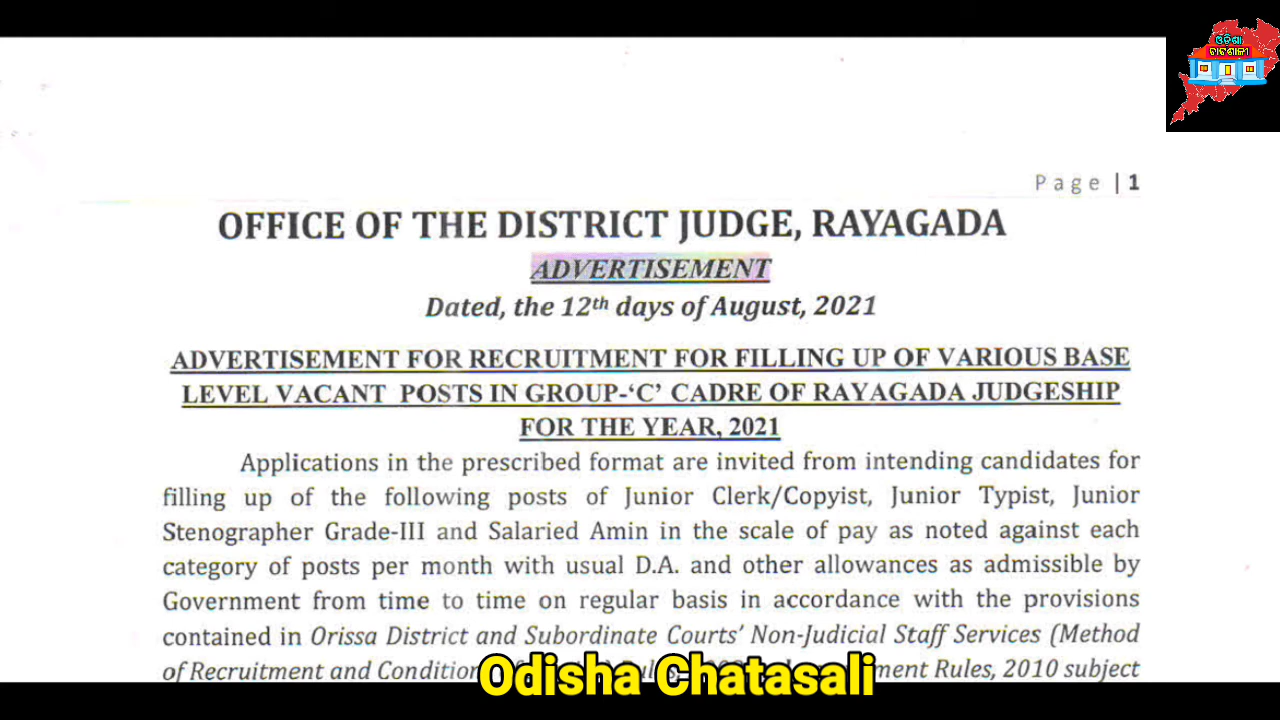 ଓଡ଼ିଶା
ଚାଟଶାଳୀ
Page | 1
OFFICE OF THE DISTRICT JUDGE, RAYAGADA
ADVERTISEMENT
Dated, the 12th days of August, 2021
ADVERTISEMENT FOR RECRUITMENT FOR FILLING UP OF VARIOUS BASE
LEVEL VACANT POSTS IN GROUP-‘C’ CADRE OF RAYAGADA JUDGESHIP
FOR THE YEAR, 2021
Applications in the prescribed format are invited from intending candidates for
filling up of the following posts of Junior Clerk/Copyist, Junior Typist, Junior
Stenographer Grade-III and Salaried Amin in the scale of pay as noted against each
category of posts per month with usual D.A. and other allowances as admissible by
Government from time to time on regular basis in accordance with the provisions
contained in Orissa District and Subordinate Courts’ Non-Judicial Staff Services (Method
of Recruitment and Condition Rules, 2010 subject
Odisha Chatasali